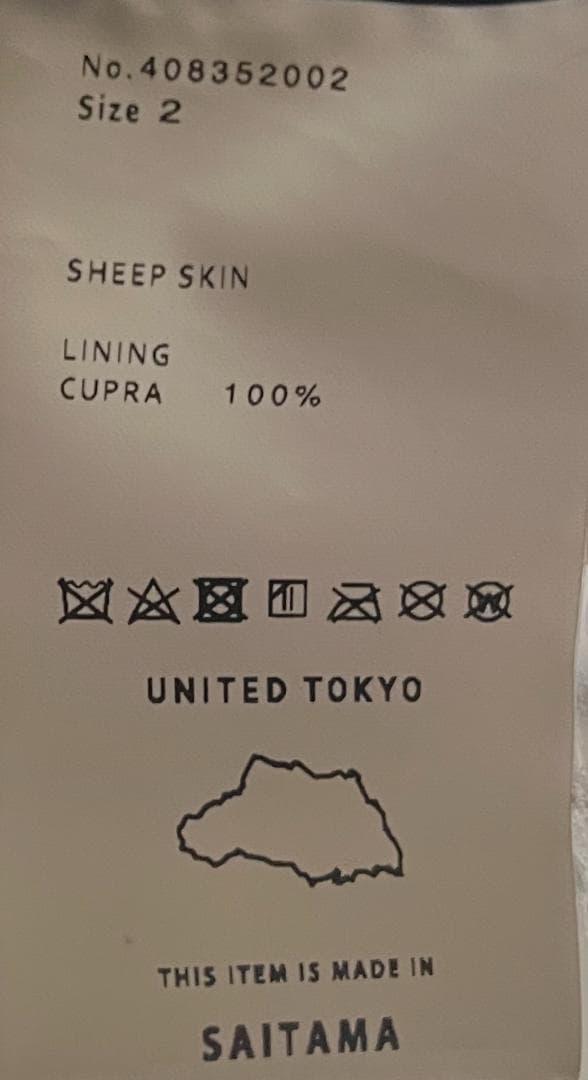 No.408352002
Size 2
SHEEP SKIN
LINING
CUPRA 100%
UNITED TOKYO
THIS ITEM IS MADE IN
SAITAMA